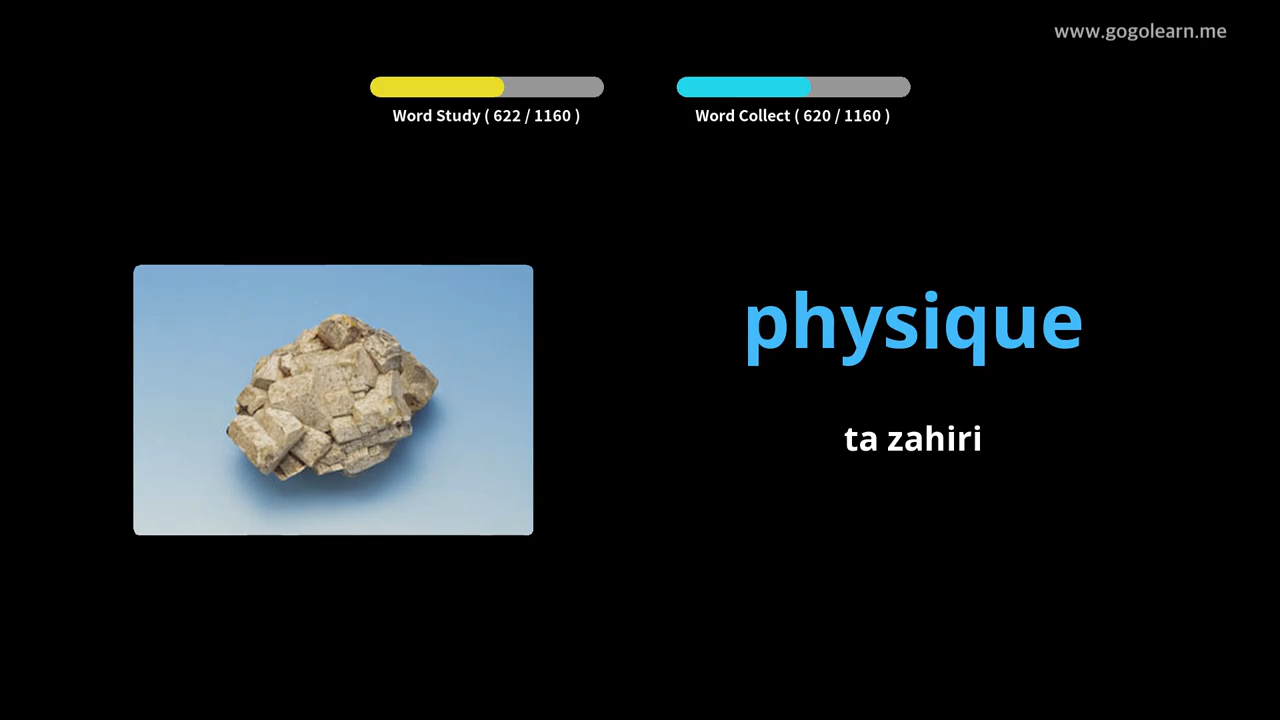 www.gogolearn.me
Word Study ( 622 / 1160 )
Word Collect ( 620 / 1160 )
physique
ta zahiri